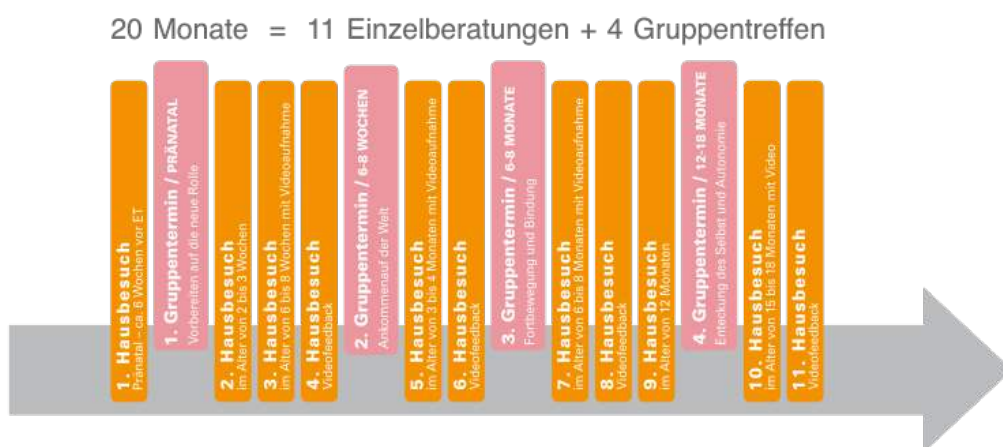 20 Monate = 11 Einzelberatungen + 4 Gruppentreffen
1. Hausbesuch
Pränatal – ca. 6 Wochen vor ET
1. Gruppentermin / PRÄNATAL
Vorbereiten auf die neue Rolle
2. Hausbesuch
im Alter von 2 bis 3 Wochen
3. Hausbesuch
im Alter von 6 bis 8 Wochen mit Videoaufnahme
4. Hausbesuch
Videofeedback
2. Gruppentermin / 6-8 WOCHEN
Ankommenauf der Welt
5. Hausbesuch
im Alter von 3 bis 4 Monaten mit Videoaufnahme
6. Hausbesuch
Videofeedback
3. Gruppentermin / 6-8 MONATE
Fortbewegung und Bindung
7. Hausbesuch
im Alter von 6 bis 8 Monaten mit Videoaufnahme
8. Hausbesuch
Videofeedback
9. Hausbesuch
im Alter von 12 Monaten
4. Gruppentermin / 12-18 MONATE
Enteckung des Selbst und Autonomie
10. Hausbesuch
im Alter von 15 bis 18 Monaten mit Video
11. Hausbesuch
Videofeedback